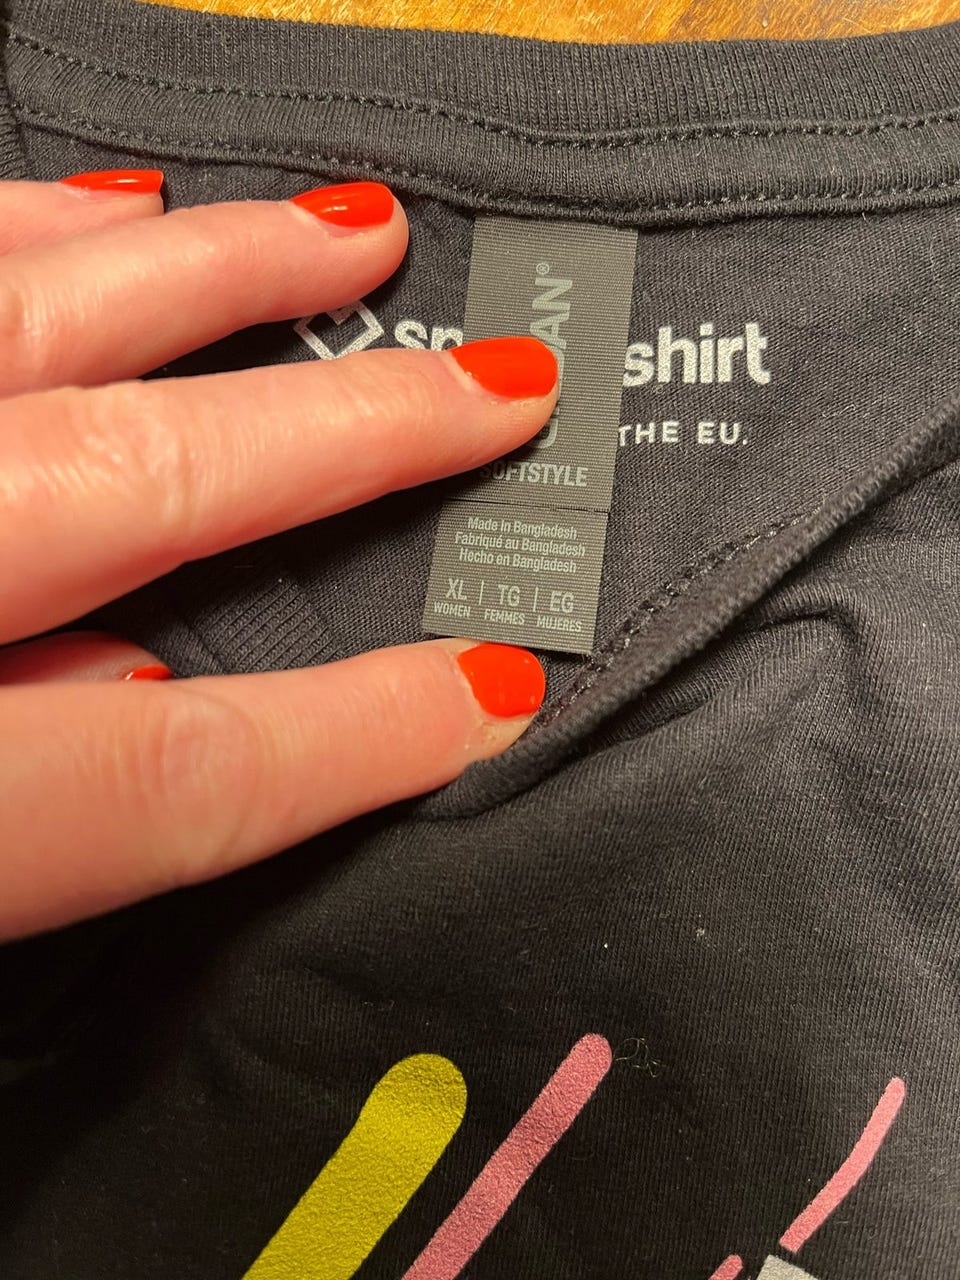 shirt
THE EU.
SOFTSTYLE
Made in Bangladesh
Fabriqué au Bangladesh
Hecho en Bangladesh
XL | TG | EG
WOMEN FEMMES MUJERES